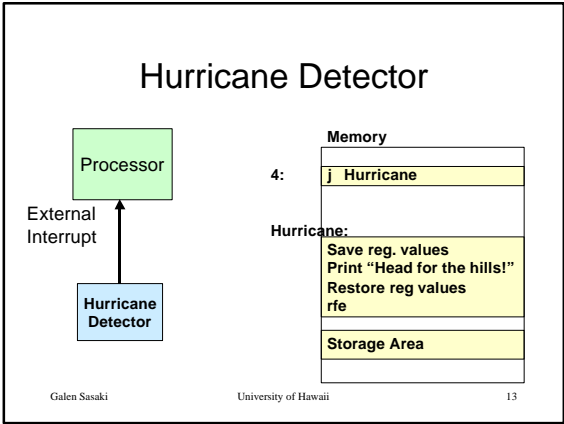 Hurricane Detector
Processor
External
Interrupt
Hurricane
Detector
Memory
4: j Hurricane
Hurricane:
Save reg. values
Print “Head for the hills!”
Restore reg values
rfe
Storage Area
Galen Sasaki University of Hawaii 13